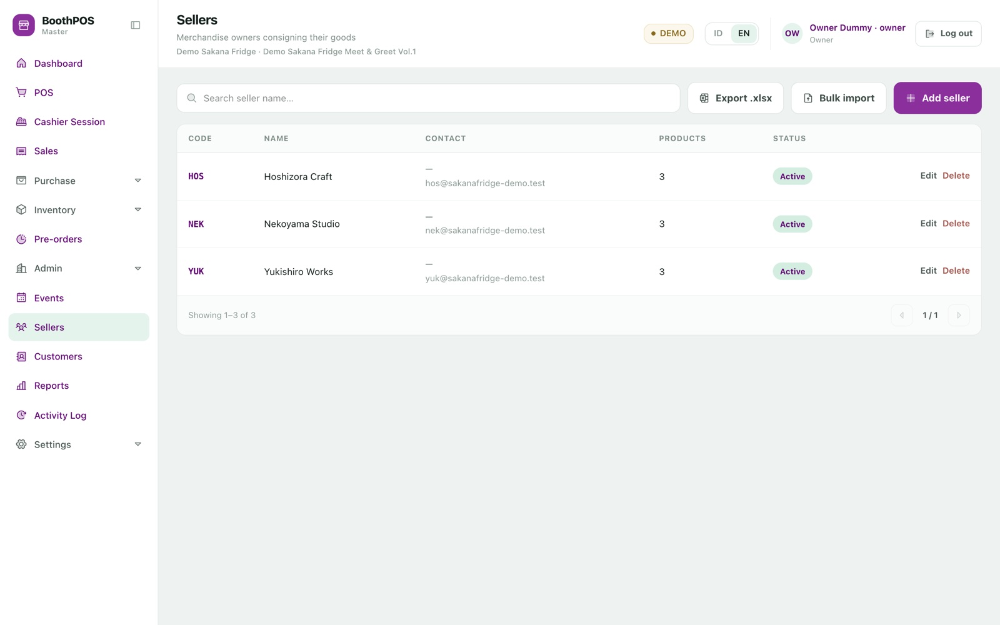 BoothPOS
Master
Dashboard
POS
Cashier Session
Sales
Purchase
Inventory
Pre-orders
Admin
Events
Sellers
Customers
Reports
Activity Log
Settings
Sellers
Merchandise owners consigning their goods
Demo Sakana Fridge · Demo Sakana Fridge Meet & Greet Vol.1
DEMO
ID EN
OW
Owner Dummy · owner
Owner
Log out
Search seller name...
Export .xlsx
Bulk import
Add seller
CODE NAME CONTACT PRODUCTS STATUS
HOS Hoshizora Craft — 3 Active Edit Delete
hos@sakanafridge-demo.test
NEK Nekoyama Studio — 3 Active Edit Delete
nek@sakanafridge-demo.test
YUK Yukishiro Works — 3 Active Edit Delete
yuk@sakanafridge-demo.test
Showing 1–3 of 3
1 / 1